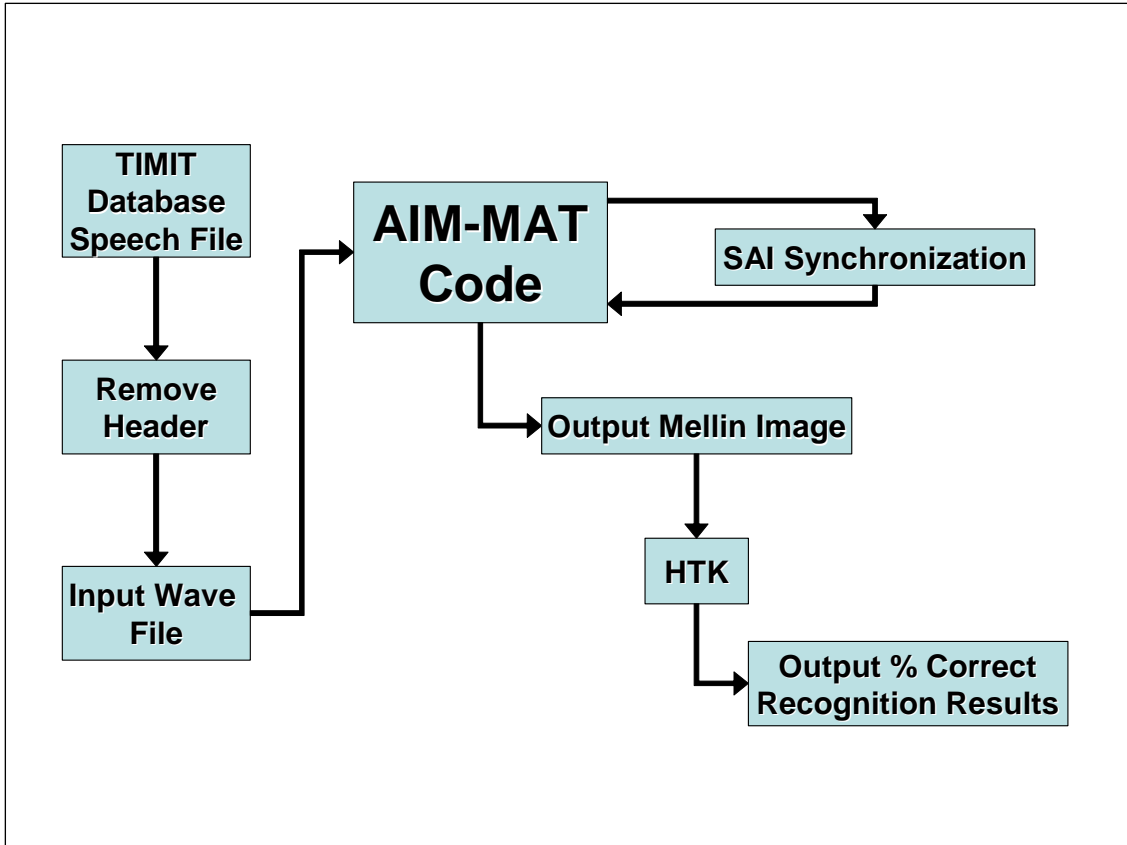 TIMIT
Database
Speech File
Remove
Header
Input Wave
File
AIM-MAT
Code
SAI Synchronization
Output Mellin Image
HTK
Output % Correct
Recognition Results